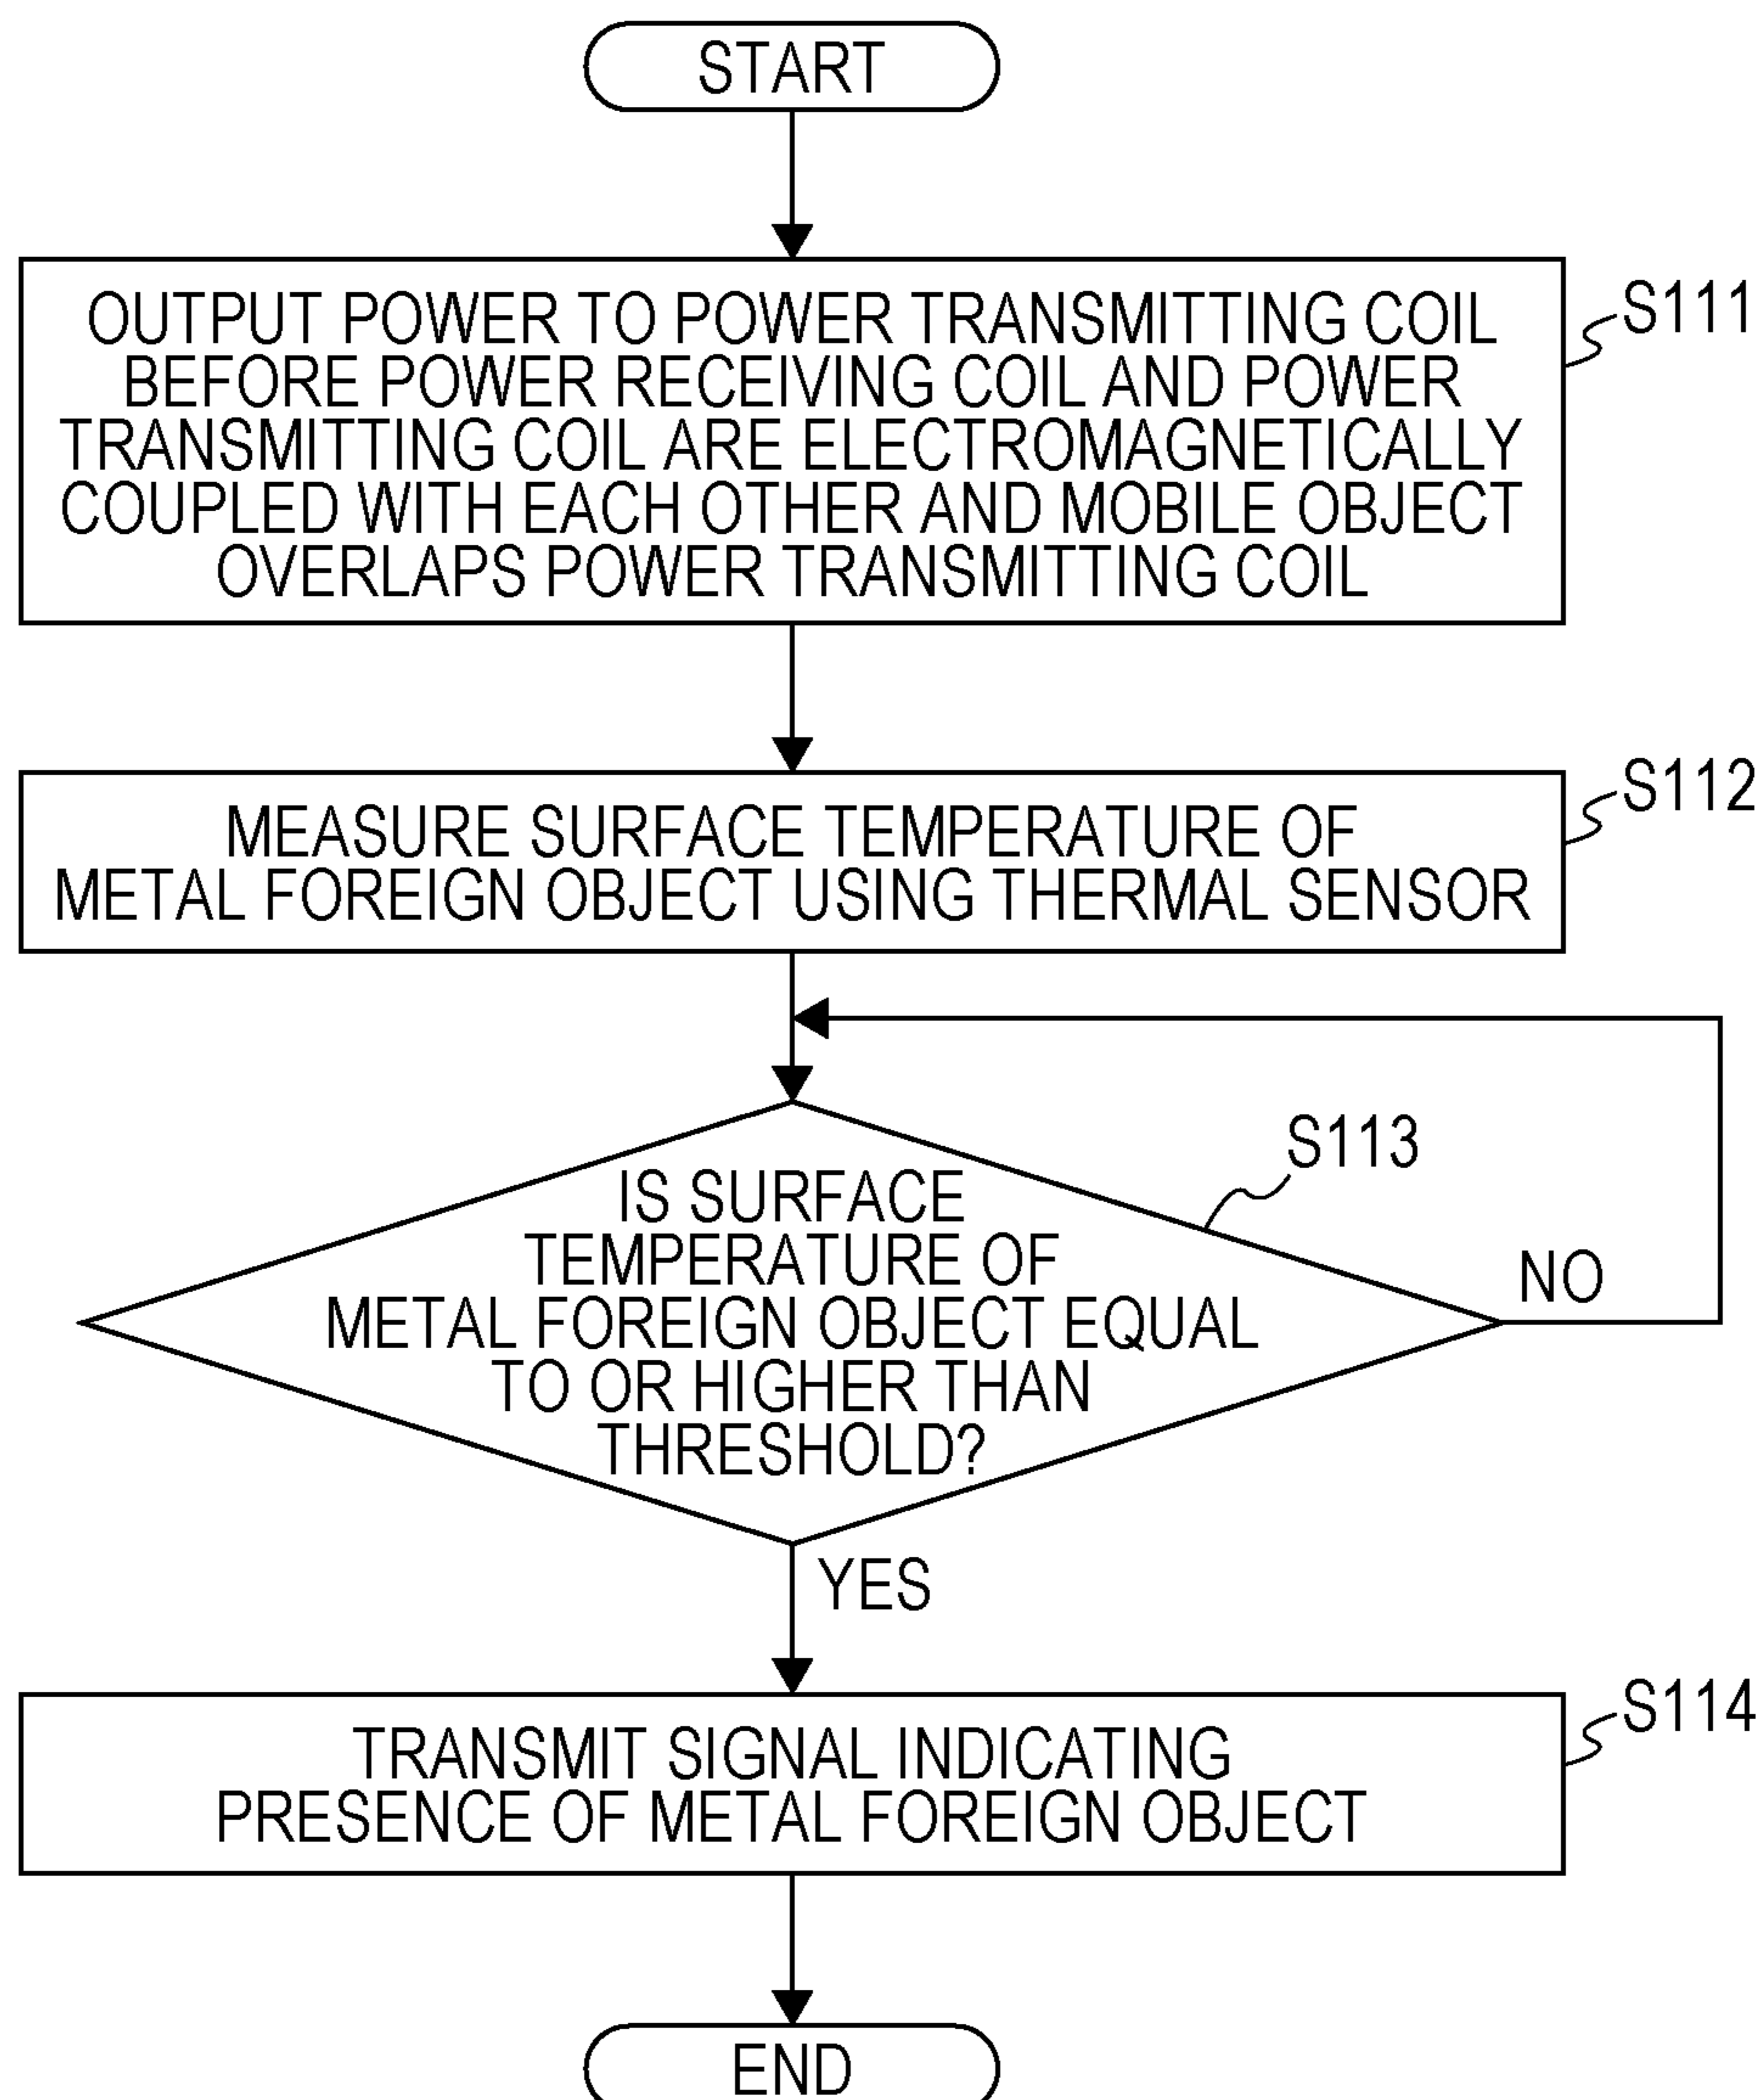 START
OUTPUT POWER TO POWER TRANSMITTING COIL
BEFORE POWER RECEIVING COIL AND POWER
TRANSMITTING COIL ARE ELECTROMAGNETICALLY
COUPLED WITH EACH OTHER AND MOBILE OBJECT
OVERLAPS POWER TRANSMITTING COIL
S111
MEASURE SURFACE TEMPERATURE OF
METAL FOREIGN OBJECT USING THERMAL SENSOR
S112
IS SURFACE
TEMPERATURE OF
METAL FOREIGN OBJECT EQUAL
TO OR HIGHER THAN
THRESHOLD?
S113
NO
YES
TRANSMIT SIGNAL INDICATING
PRESENCE OF METAL FOREIGN OBJECT
S114
END